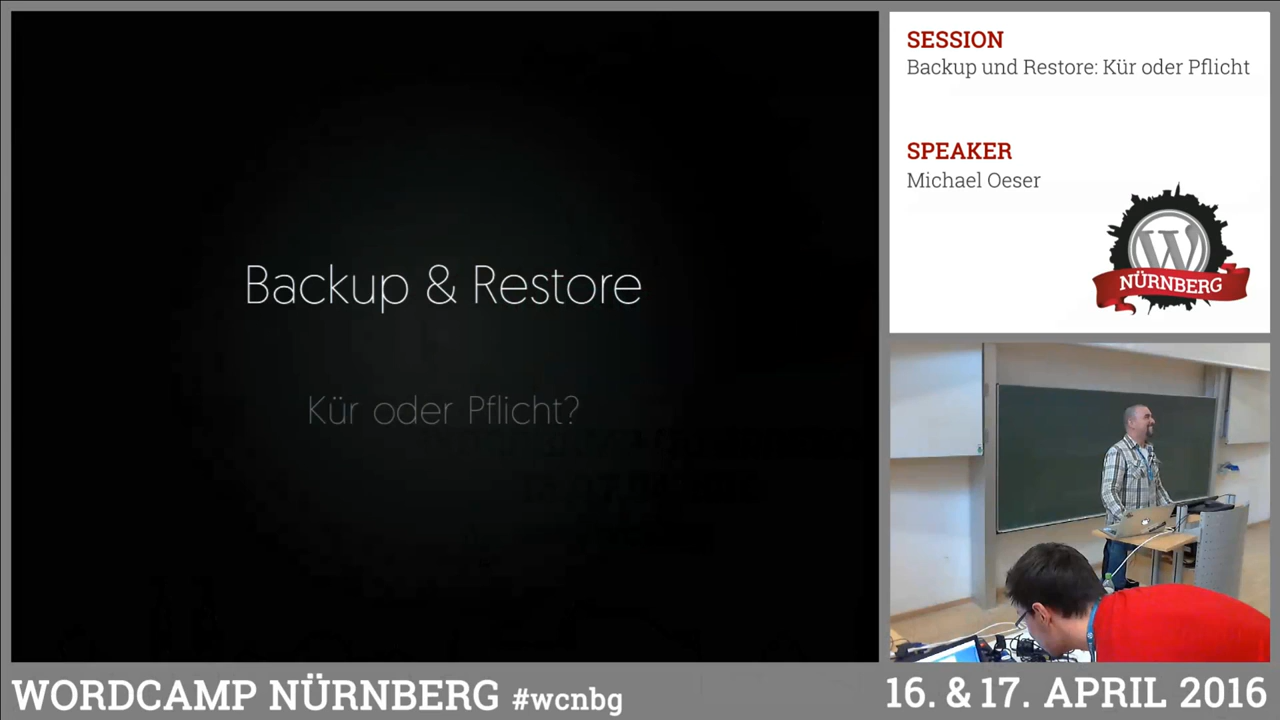 Backup & Restore
Kür oder Pflicht?
SESSION
Backup und Restore: Kür oder Pflicht
SPEAKER
Michael Oeser
W
NÜRNBERG
WORDCAMP NÜRNBERG #wcnbg
16. & 17. APRIL 2016